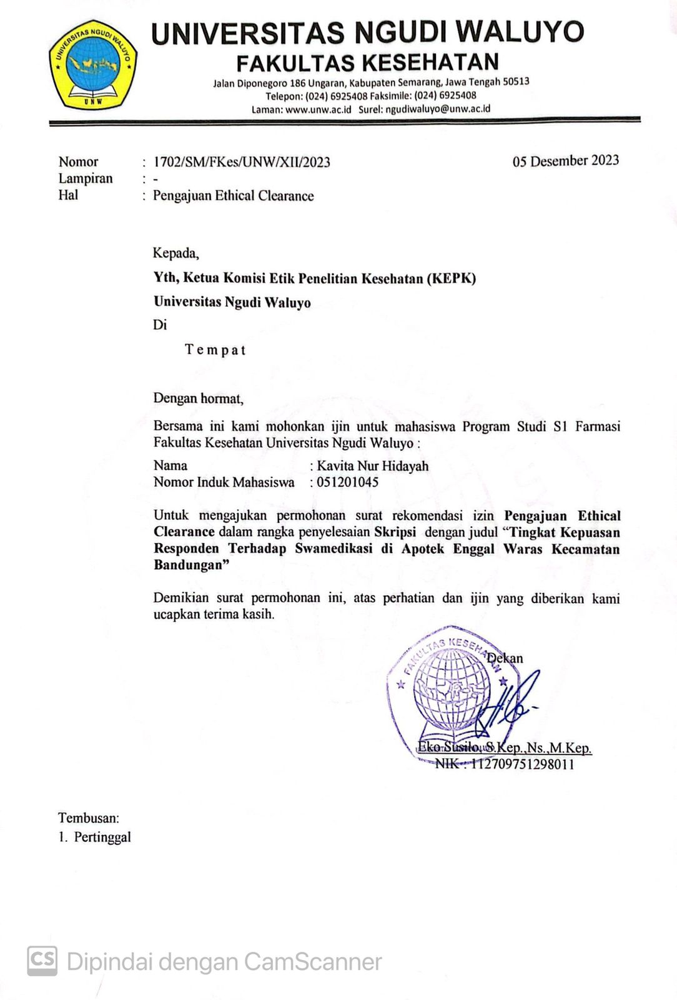 UNIVERSITAS NGUDI WALUYO
UNW
UNIVERSITAS NGUDI WALUYO
FAKULTAS KESEHATAN
Jalan Diponegoro 186 Ungaran, Kabupaten Semarang, Jawa Tengah 50513
Telepon: (024) 6925408 Faksimile: (024) 6925408
Laman: www.unw.ac.id Surel: ngudiwaluyo@unw.ac.id
Nomor : 1702/SM/FKes/UNW/XII/2023 05 Desember 2023
Lampiran : -
Hal : Pengajuan Ethical Clearance
Kepada,
Yth, Ketua Komisi Etik Penelitian Kesehatan (KEPK)
Universitas Ngudi Waluyo
Di
T e m p a t
Dengan hormat,
Bersama ini kami mohonkan ijin untuk mahasiswa Program Studi S1 Farmasi
Fakultas Kesehatan Universitas Ngudi Waluyo :
Nama : Kavita Nur Hidayah
Nomor Induk Mahasiswa : 051201045
Untuk mengajukan permohonan surat rekomendasi izin Pengajuan Ethical
Clearance dalam rangka penyelesaian Skripsi dengan judul “Tingkat Kepuasan
Responden Terhadap Swamedikasi di Apotek Enggal Waras Kecamatan
Bandungan”
Demikian surat permohonan ini, atas perhatian dan ijin yang diberikan kami
ucapkan terima kasih.
FAKULTAS KESEHATAN
Dekan
Eko Susilo, S.Kep.,Ns.,M.Kep.
NIK : 112709751298011
Tembusan:
1. Pertinggal
CS Dipindai dengan CamScanner